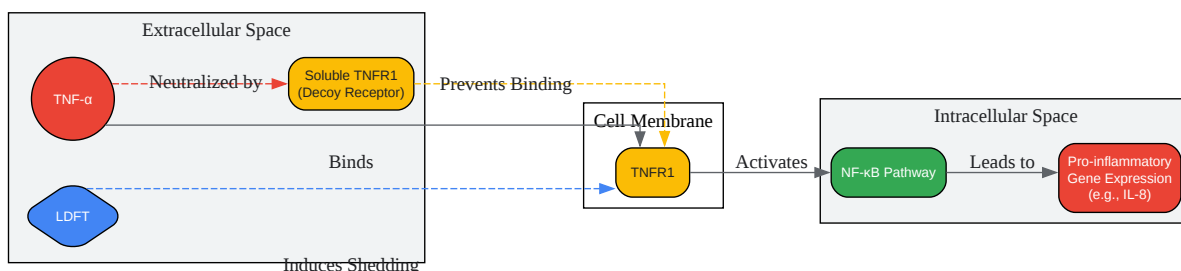 Extracellular Space
TNF-α
Neutralized by
Soluble TNFR1
(Decoy Receptor)
Prevents Binding
Binds
LDFT
Induces Shedding
Cell Membrane
TNFR1
Activates
Intracellular Space
NF-κB Pathway
Leads to
Pro-inflammatory
Gene Expression
(e.g., IL-8)